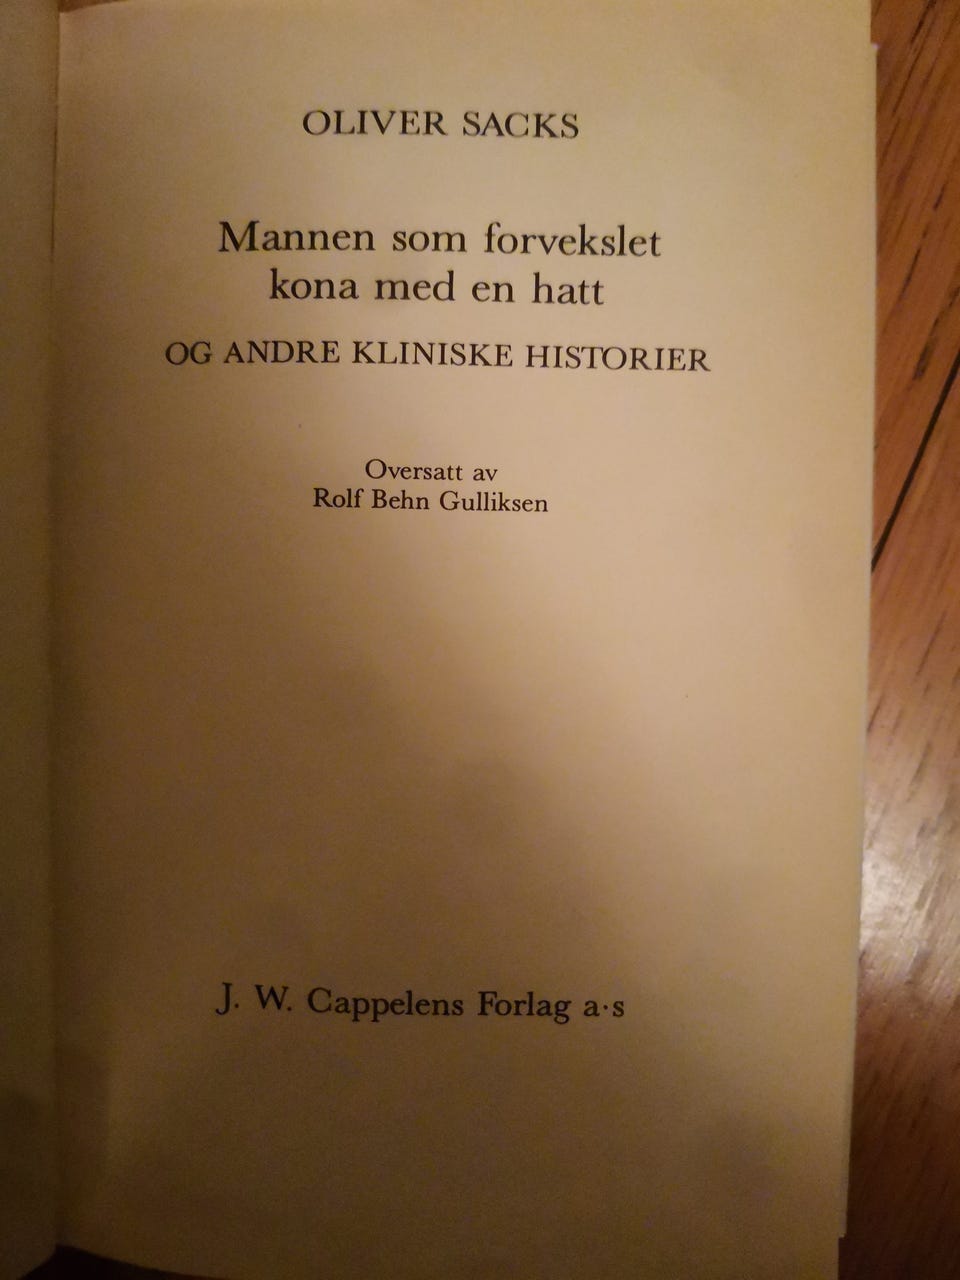 OLIVER SACKS
Mannen som forvekslet
kona med en hatt
OG ANDRE KLINISKE HISTORIER
Oversatt av
Rolf Behn Gulliksen
J. W. Cappelens Forlag a·s